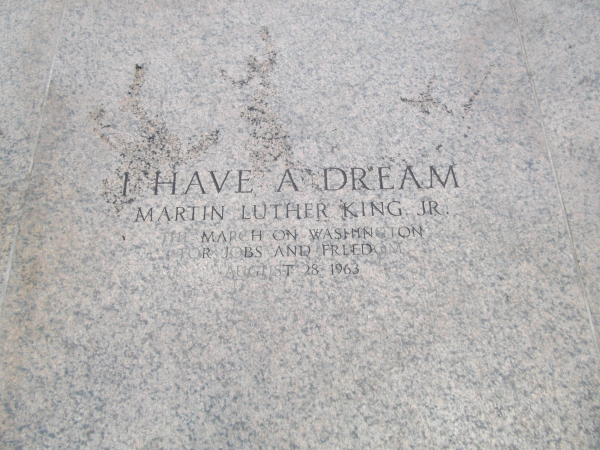 I HAVE A DREAM
MARTIN LUTHER KING, JR.
THE MARCH ON WASHINGTON
FOR JOBS AND FREEDOM
AUGUST 28, 1963